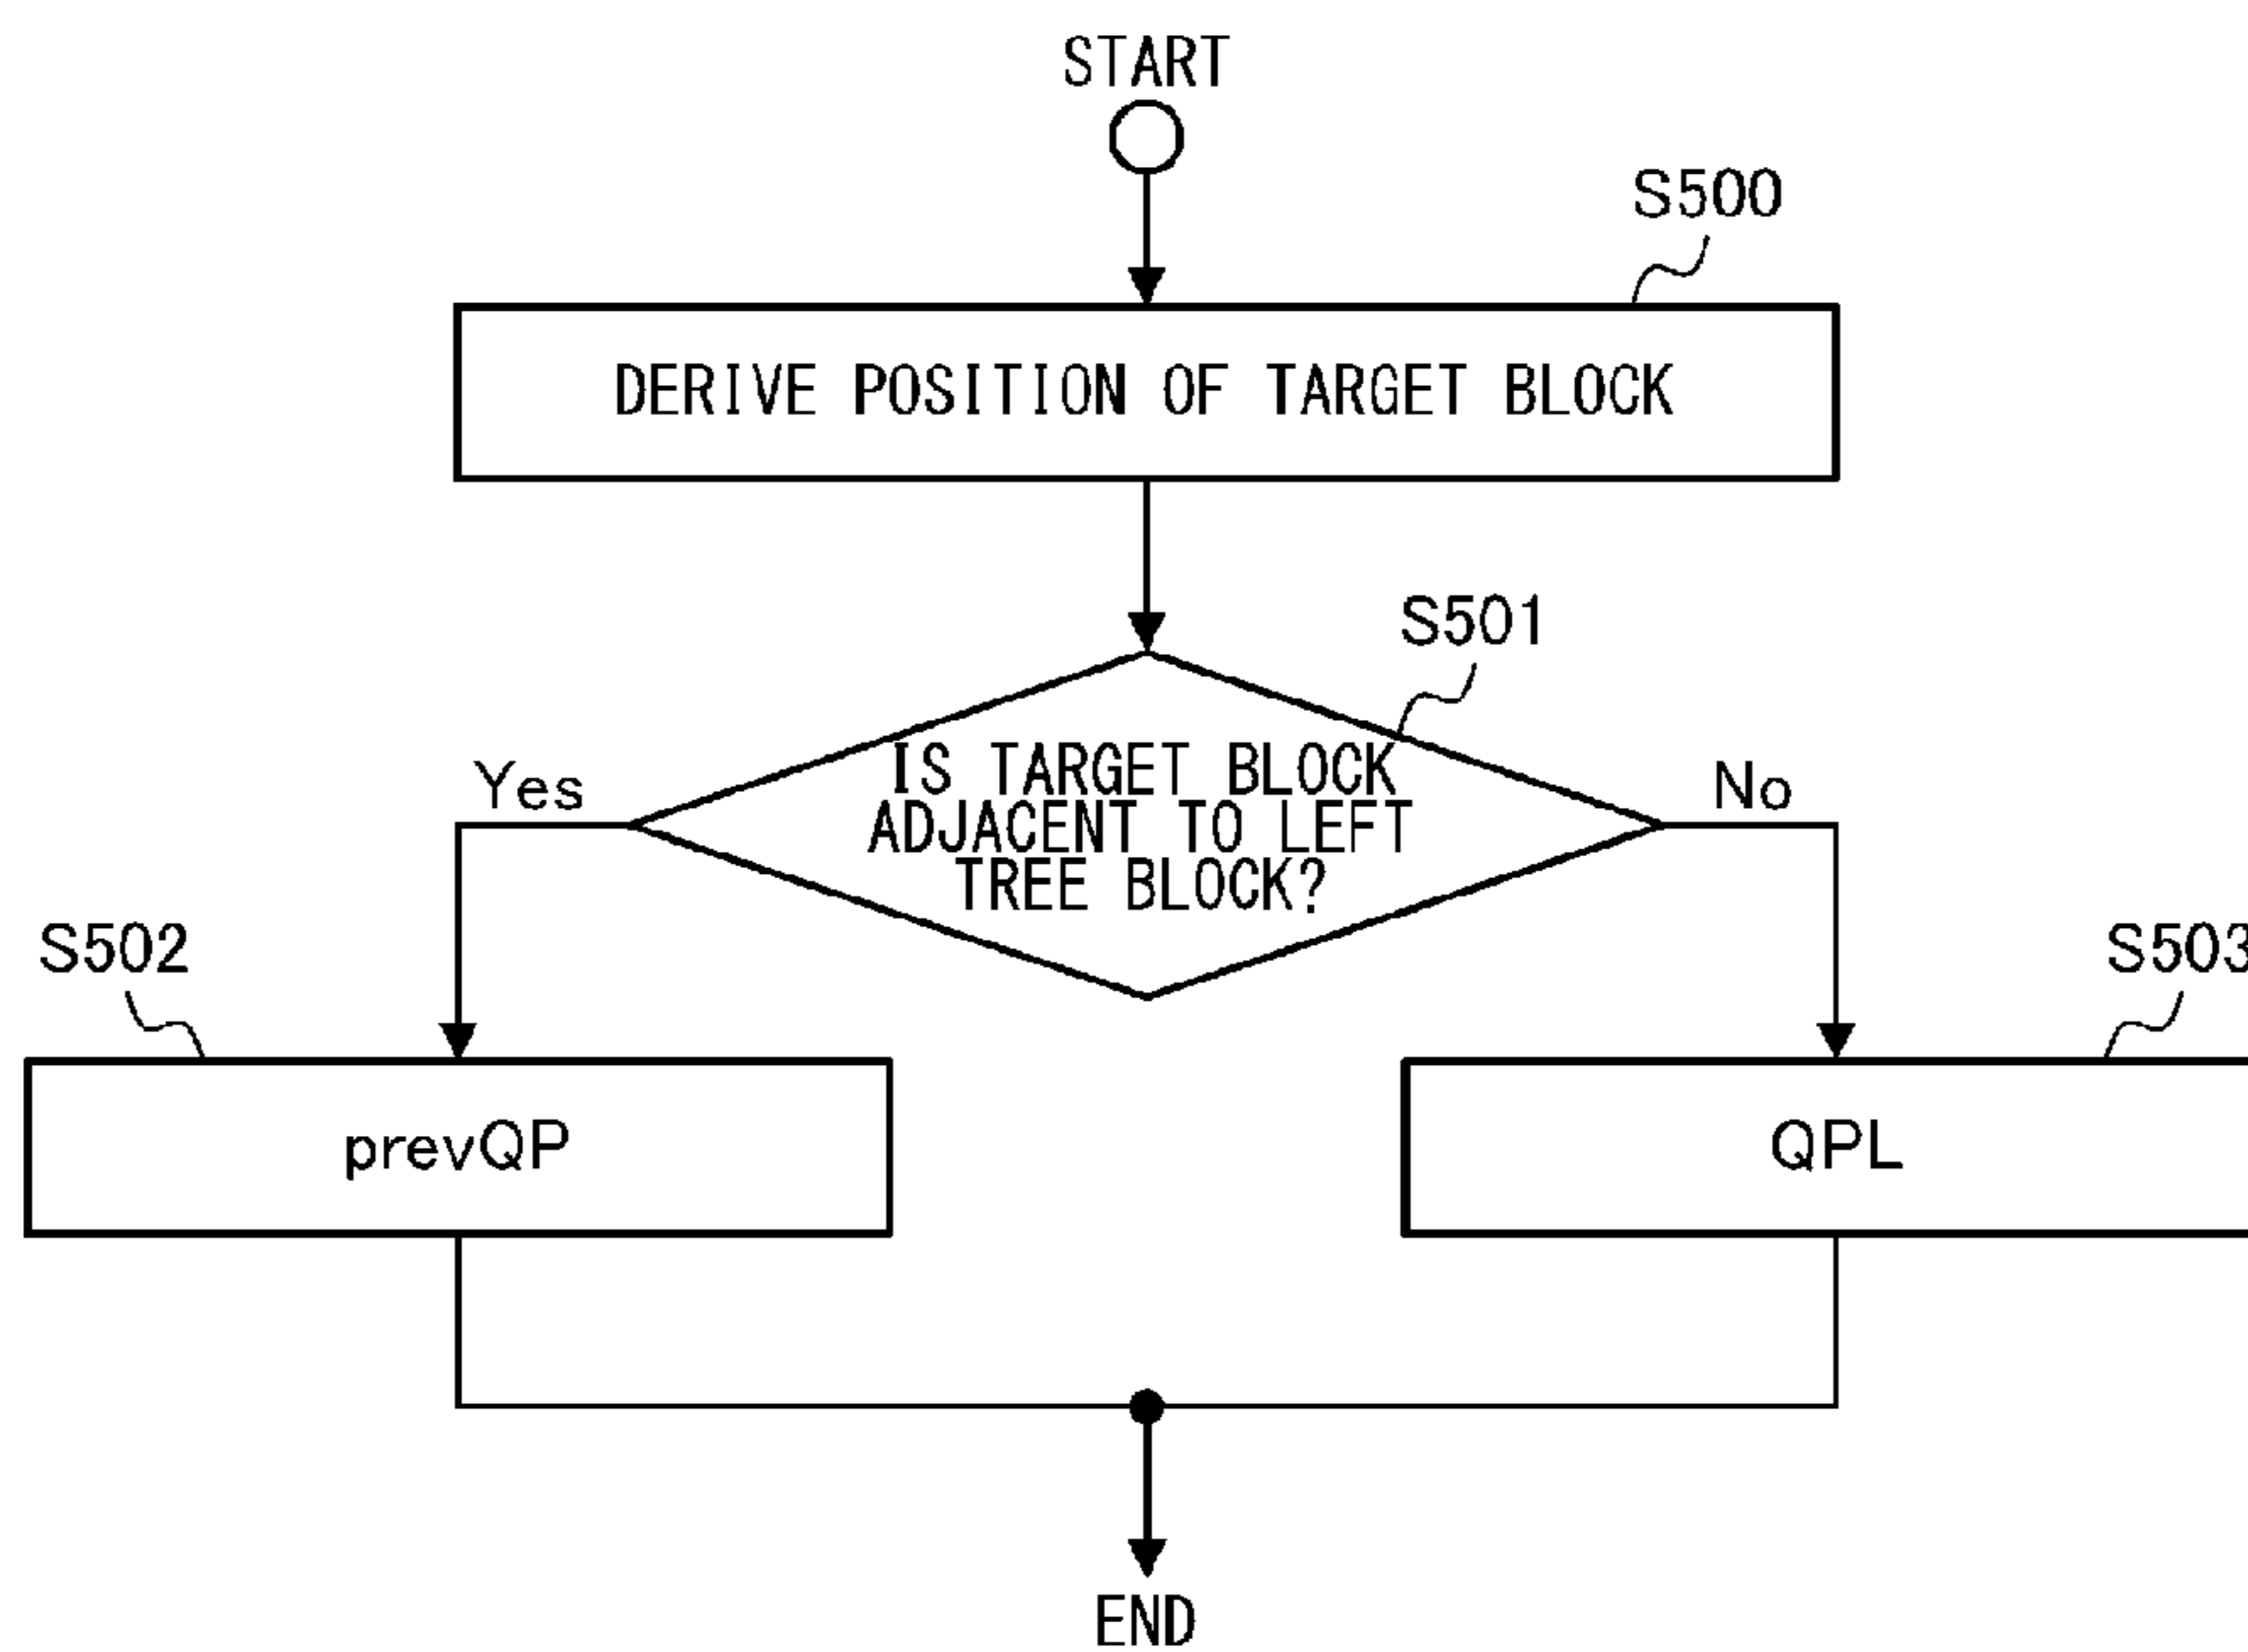 START
S500
DERIVE POSITION OF TARGET BLOCK
S501
IS TARGET BLOCK
ADJACENT TO LEFT
TREE BLOCK?
Yes
No
S502
S503
prevQP
QPL
END